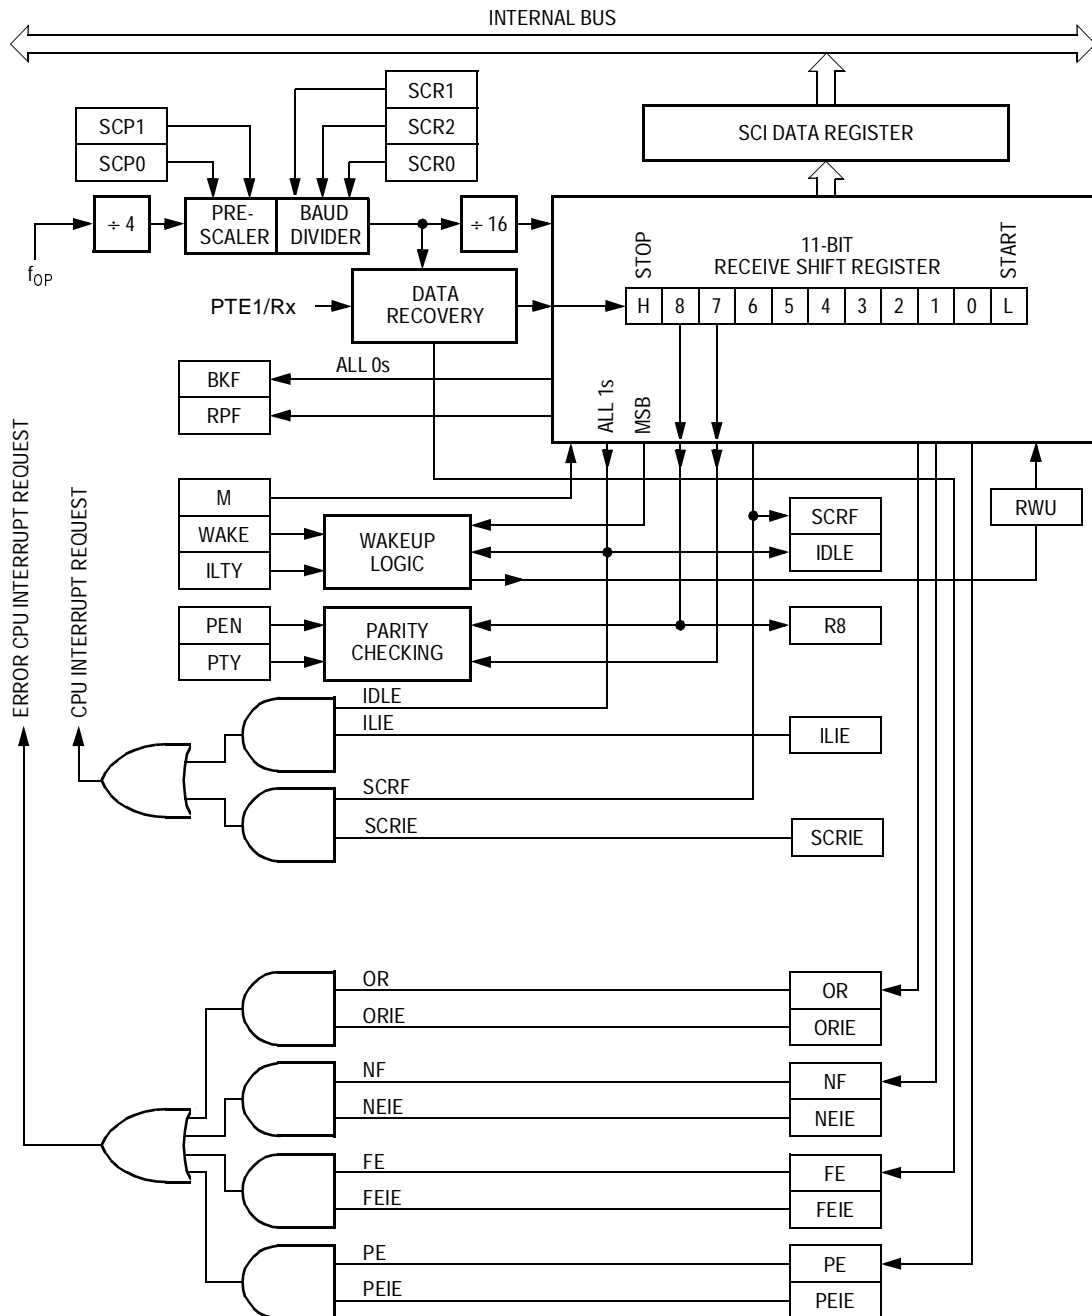 INTERNAL BUS
SCR1
SCR2
SCR0
SCP1
SCP0
SCI DATA REGISTER
÷ 4
PRE-
SCALER
BAUD
DIVIDER
÷ 16
fOP
11-BIT
RECEIVE SHIFT REGISTER
STOP
START
H 8 7 6 5 4 3 2 1 0 L
PTE1/Rx
DATA
RECOVERY
ALL 0s
BKF
RPF
ALL 1s
MSB
M
WAKE
ILTY
WAKEUP
LOGIC
SCRF
IDLE
RWU
PEN
PTY
PARITY
CHECKING
R8
ERROR CPU INTERRUPT REQUEST
CPU INTERRUPT REQUEST
IDLE
ILIE
ILIE
SCRF
SCRIE
SCRIE
OR
OR
ORIE
ORIE
NF
NF
NEIE
NEIE
FE
FE
FEIE
FEIE
PE
PE
PEIE
PEIE